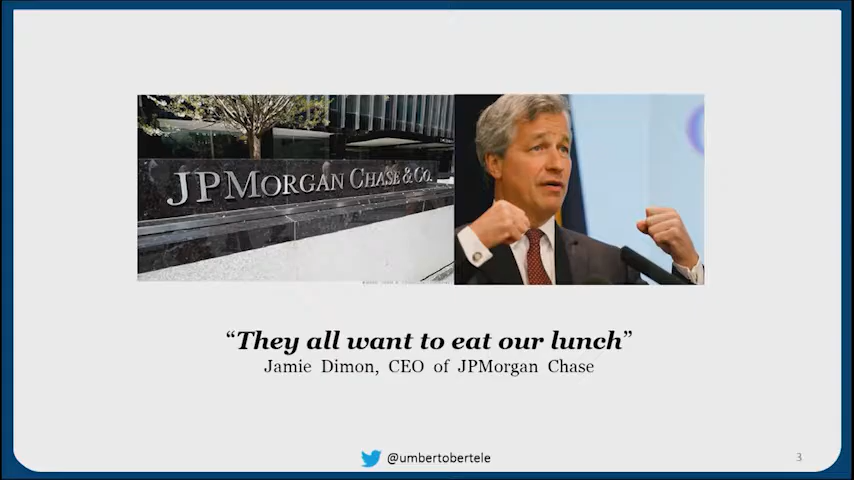 JPMORGAN CHASE & CO.
“They all want to eat our lunch”
Jamie Dimon, CEO of JPMorgan Chase
@umbertobertele
3